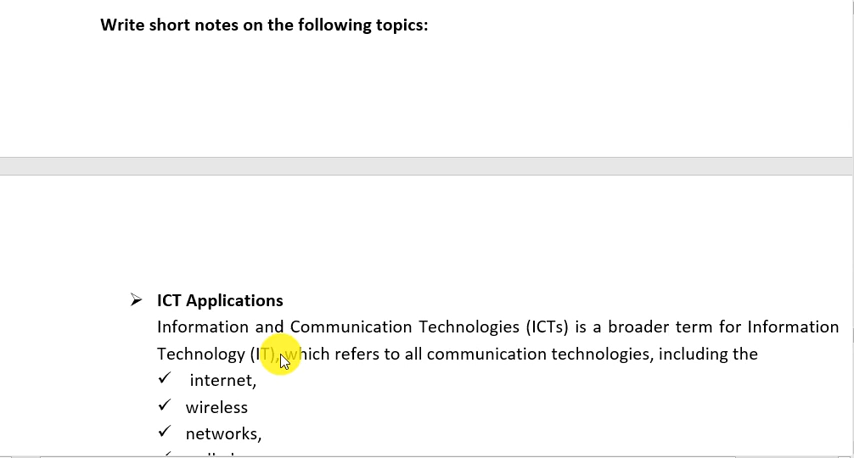 Write short notes on the following topics:
ICT Applications
Information and Communication Technologies (ICTs) is a broader term for Information
Technology (IT), which refers to all communication technologies, including the
internet,
wireless
networks,